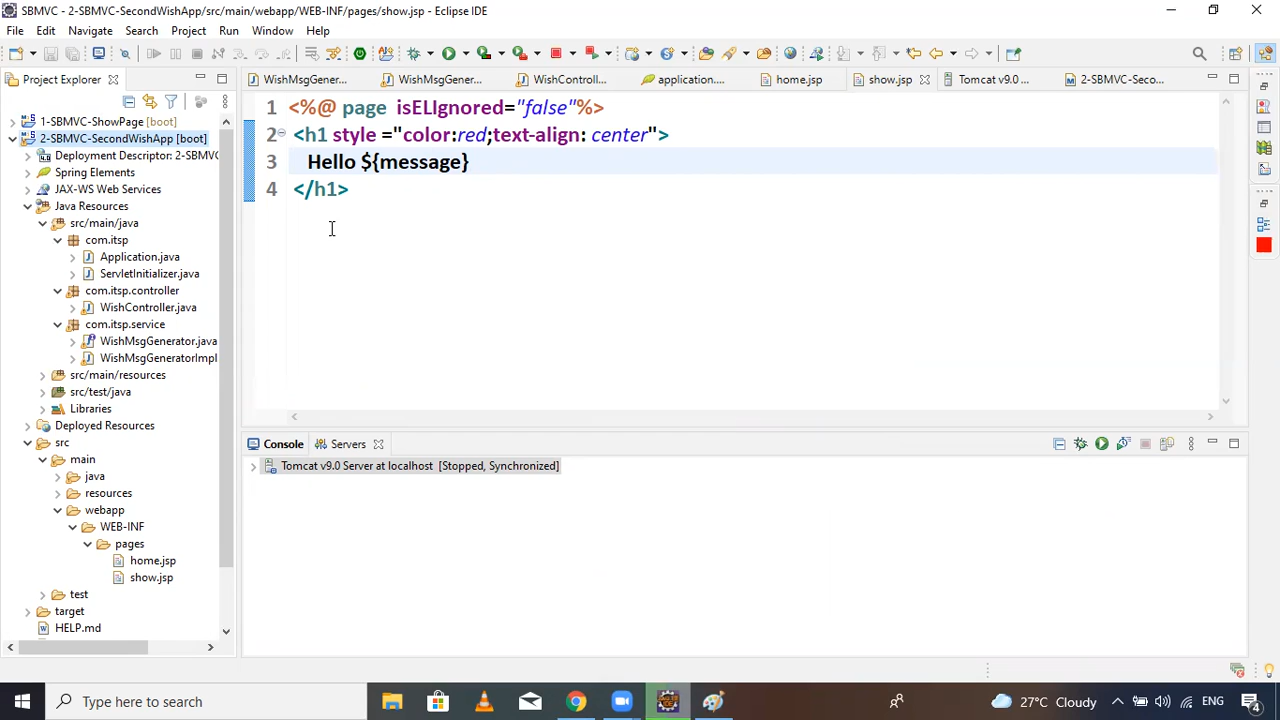 SBMVC - 2-SBMVC-SecondWishApp/src/main/webapp/WEB-INF/pages/show.jsp - Eclipse IDE
File Edit Navigate Search Project Run Window Help
Project Explorer
WishMsgGener...
WishMsgGener...
WishControll...
application....
home.jsp
show.jsp
Tomcat v9.0 ...
2-SBMVC-Seco...
1-SBMVC-ShowPage [boot]
2-SBMVC-SecondWishApp [boot]
Deployment Descriptor: 2-SBMVC
Spring Elements
JAX-WS Web Services
Java Resources
src/main/java
com.itsp
Application.java
ServletInitializer.java
com.itsp.controller
WishController.java
com.itsp.service
WishMsgGenerator.java
WishMsgGeneratorImpl
src/main/resources
src/test/java
Libraries
Deployed Resources
src
main
java
resources
webapp
WEB-INF
pages
home.jsp
show.jsp
test
target
HELP.md
1 <%@ page isELIgnored="false"%>
2 <h1 style ="color:red;text-align: center">
3 Hello ${message}
4 </h1>
Console Servers
Tomcat v9.0 Server at localhost [Stopped, Synchronized]
Type here to search
27°C Cloudy
ENG
4